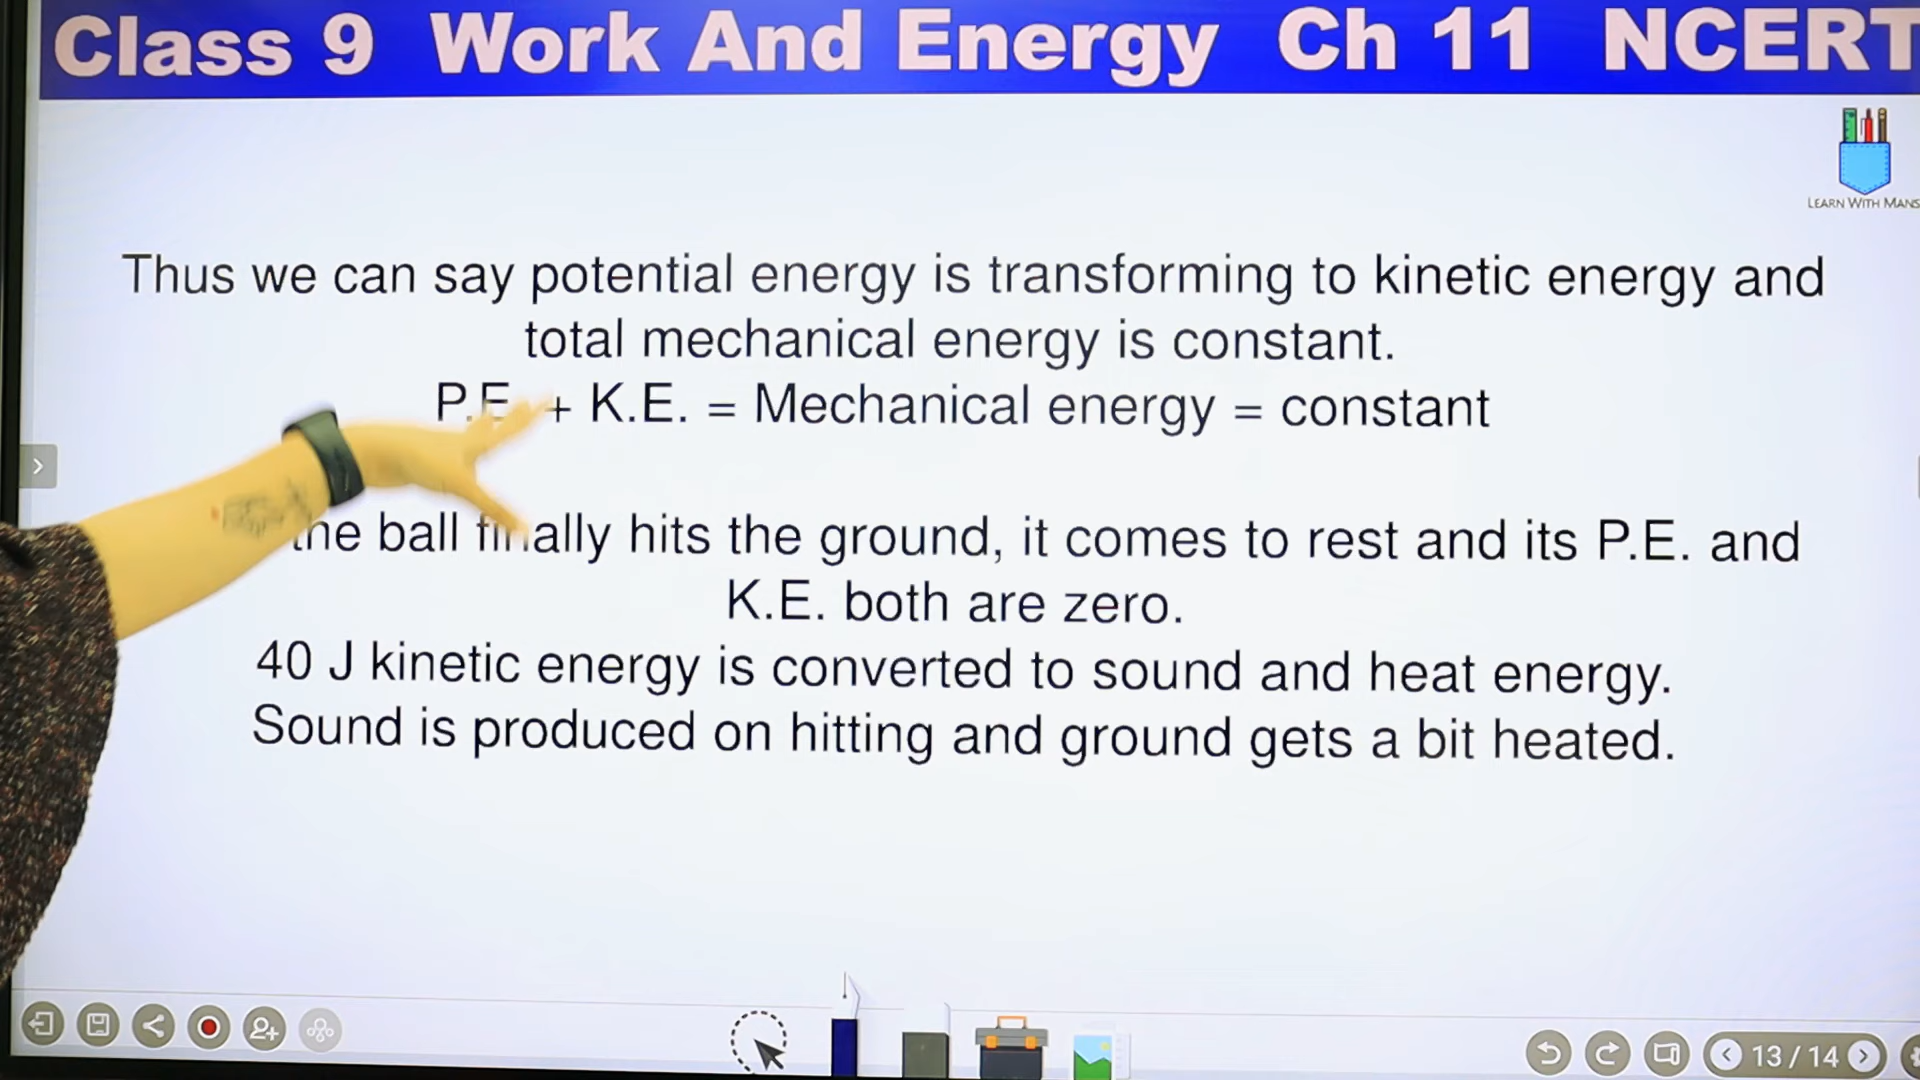 Class 9 Work And Energy Ch 11 NCERT
LEARN WITH MANS
Thus we can say potential energy is transforming to kinetic energy and
total mechanical energy is constant.
P.E. + K.E. = Mechanical energy = constant
the ball finally hits the ground, it comes to rest and its P.E. and
K.E. both are zero.
40 J kinetic energy is converted to sound and heat energy.
Sound is produced on hitting and ground gets a bit heated.
13 / 14